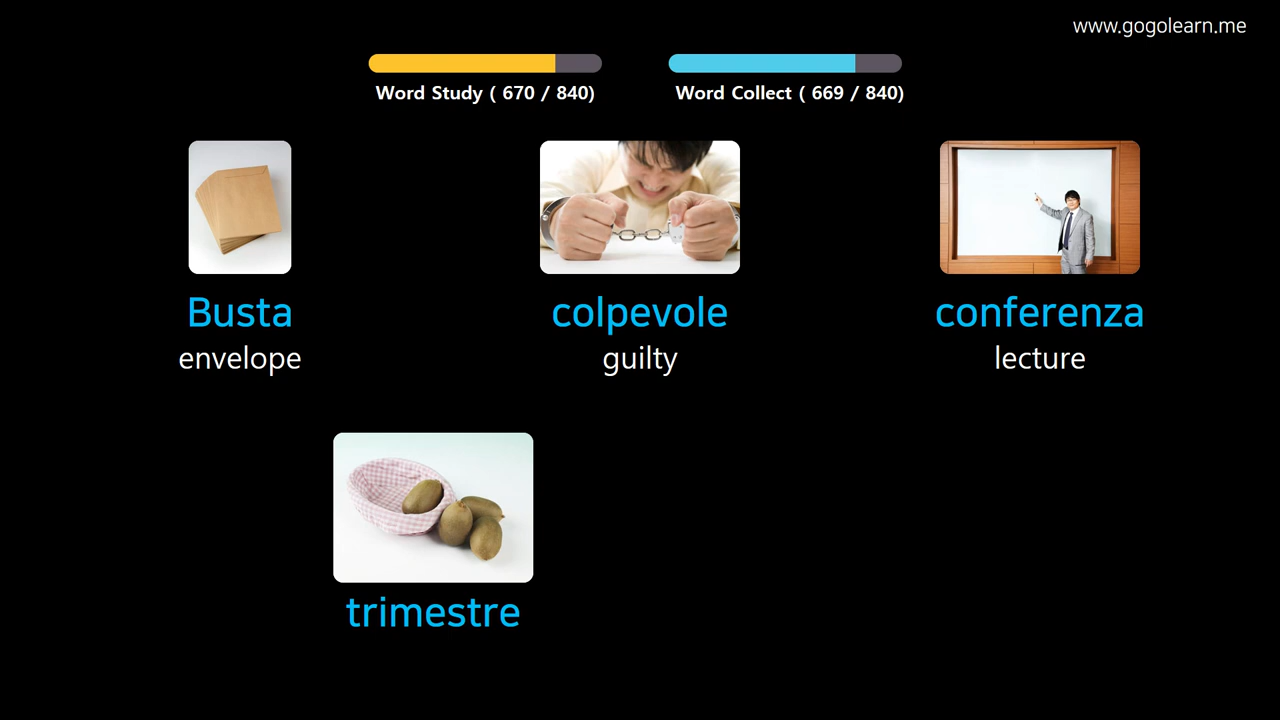 www.gogolearn.me
Word Study ( 670 / 840)
Word Collect ( 669 / 840)
Busta
envelope
colpevole
guilty
conferenza
lecture
trimestre